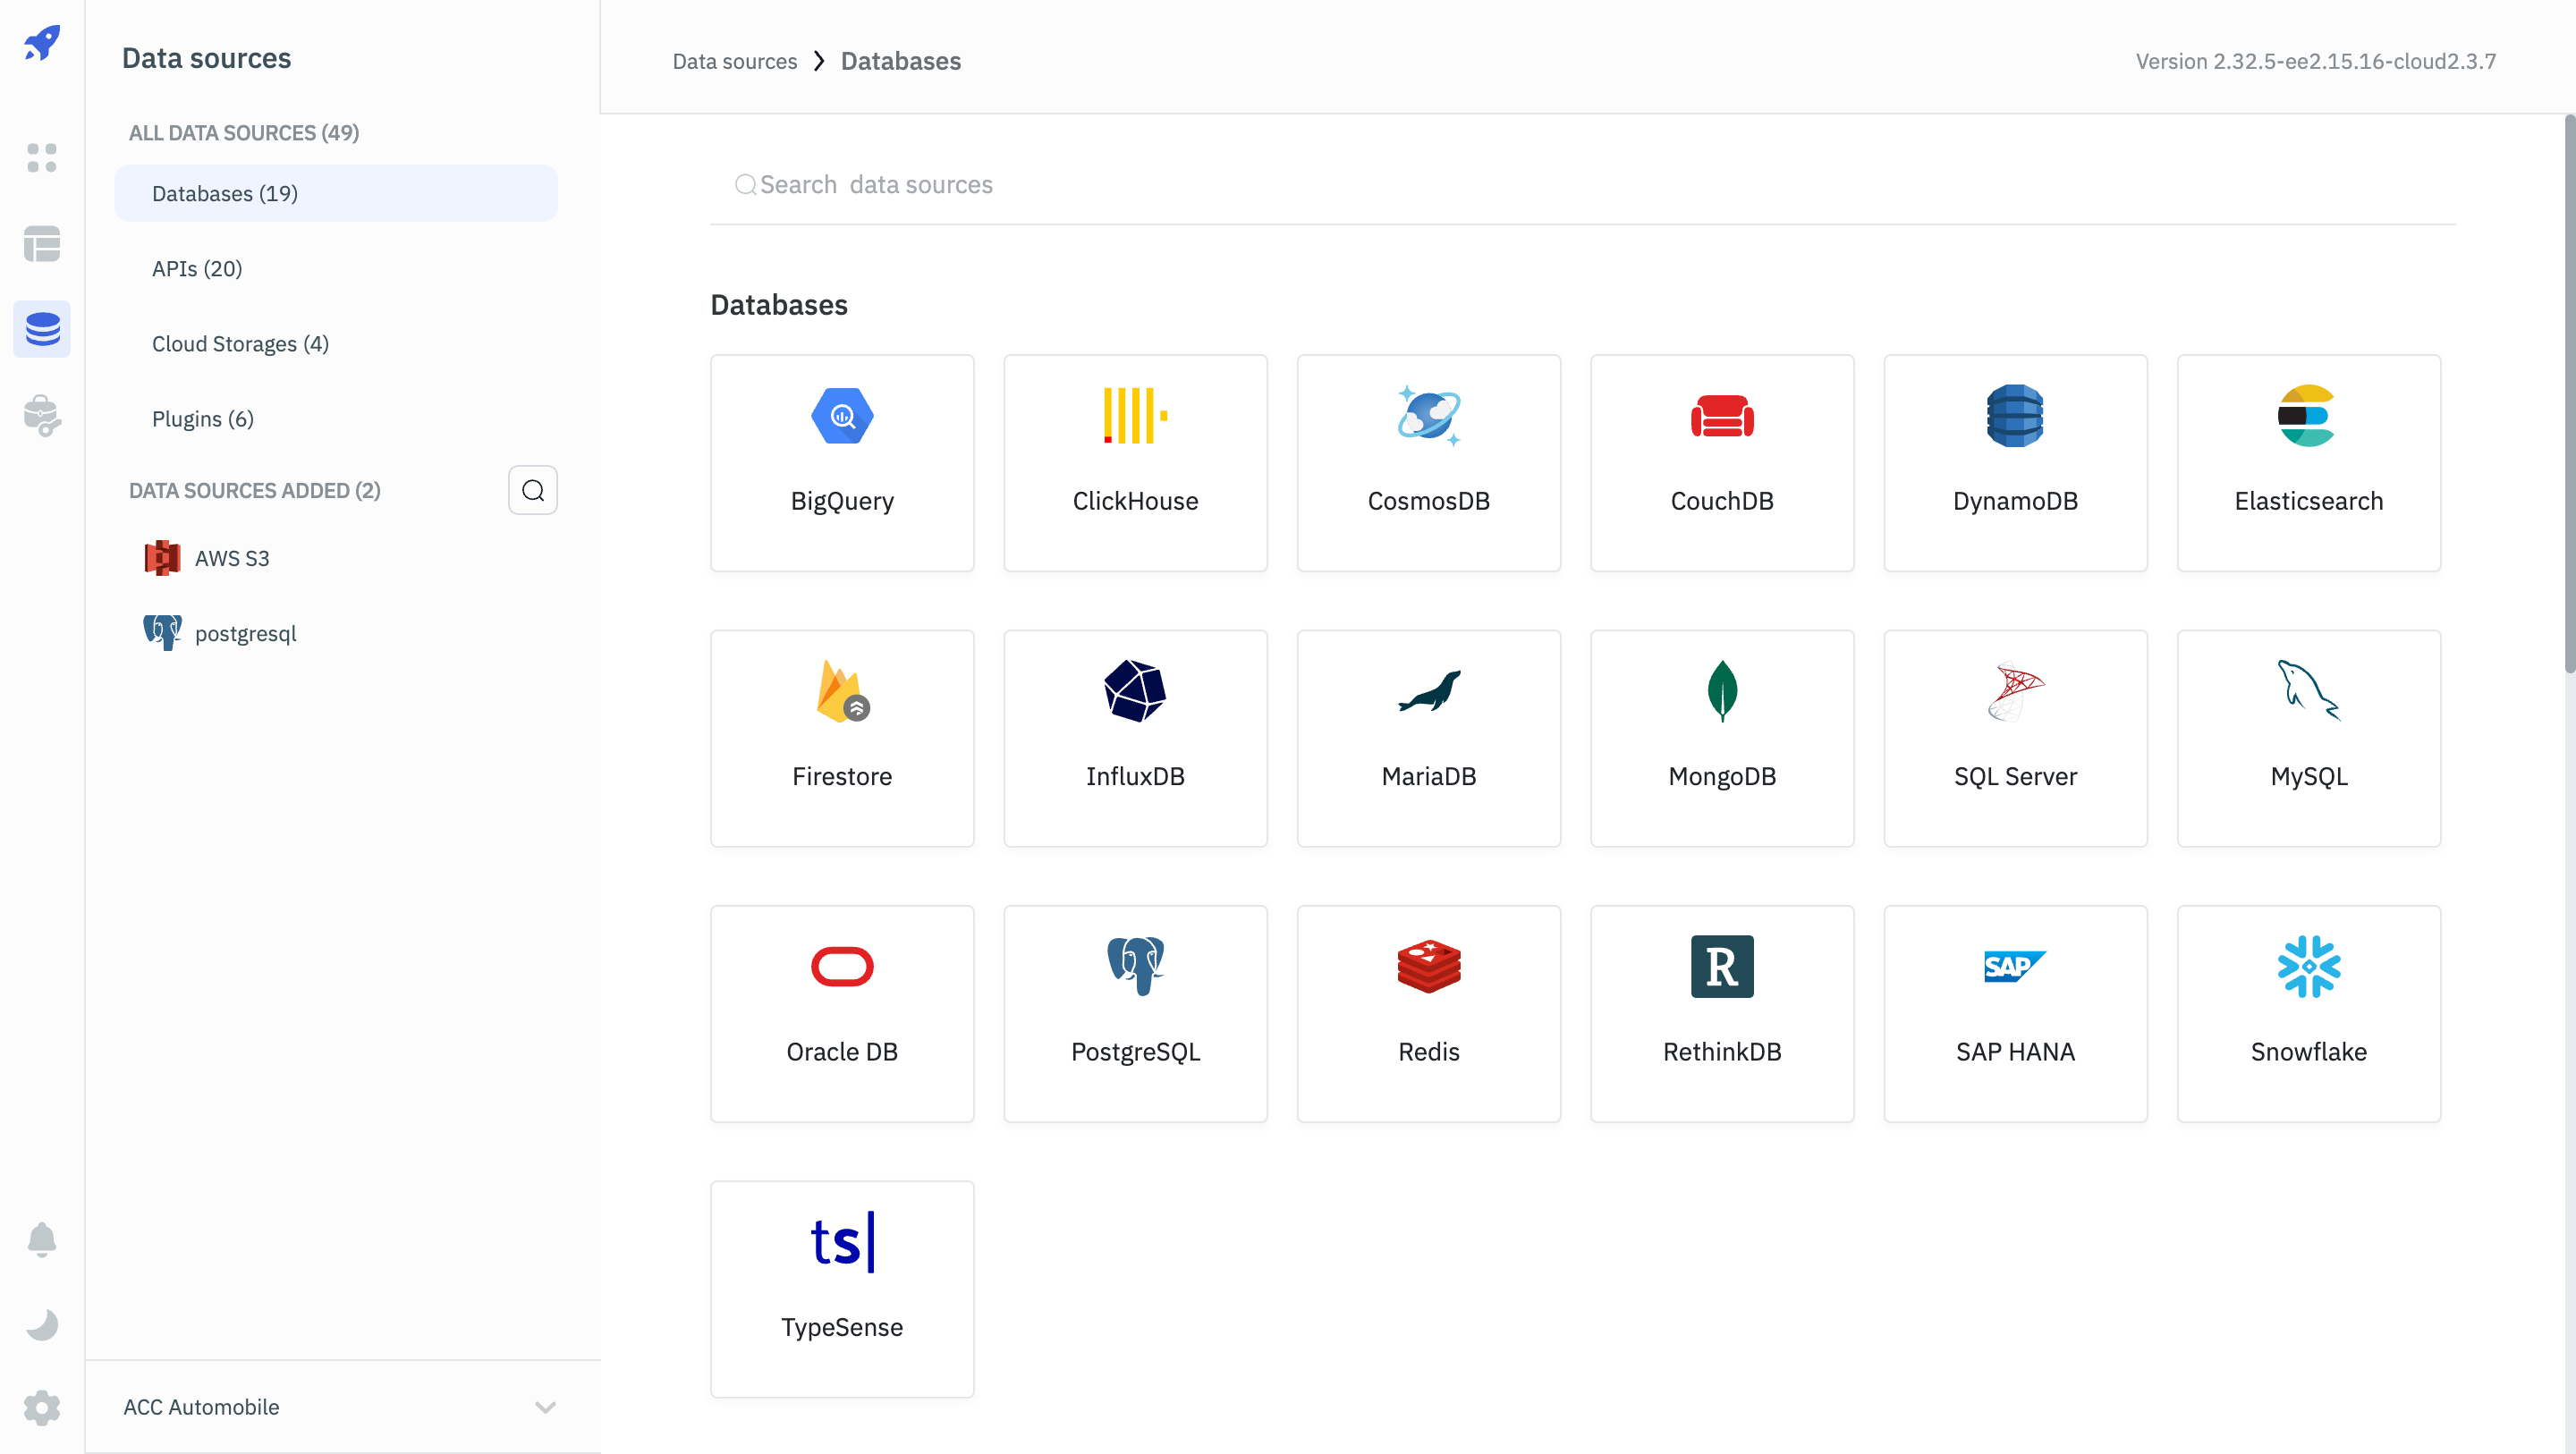 Data sources
ALL DATA SOURCES (49)
Databases (19)
APIs (20)
Cloud Storages (4)
Plugins (6)
DATA SOURCES ADDED (2)
AWS S3
postgresql
ACC Automobile
Data sources > Databases
Version 2.32.5-ee2.15.16-cloud2.3.7
Search data sources
Databases
BigQuery
ClickHouse
CosmosDB
CouchDB
DynamoDB
Elasticsearch
Firestore
InfluxDB
MariaDB
MongoDB
SQL Server
MySQL
Oracle DB
PostgreSQL
Redis
R
RethinkDB
SAP
SAP HANA
Snowflake
ts|
TypeSense